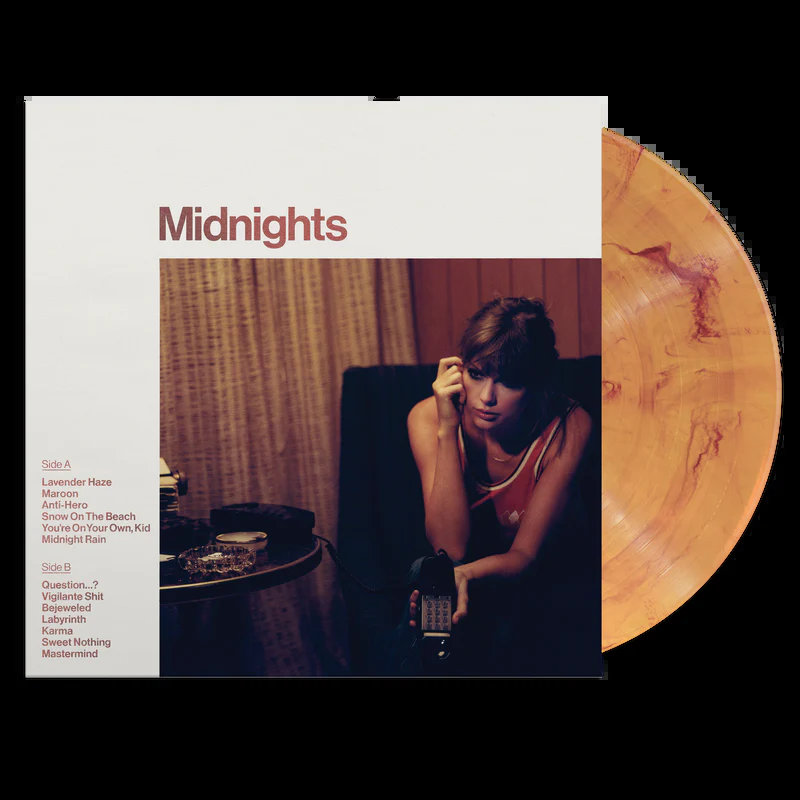 Midnights
Side A
Lavender Haze
Maroon
Anti-Hero
Snow On The Beach
You're On Your Own, Kid
Midnight Rain
Side B
Question...?
Vigilante Shit
Bejeweled
Labyrinth
Karma
Sweet Nothing
Mastermind